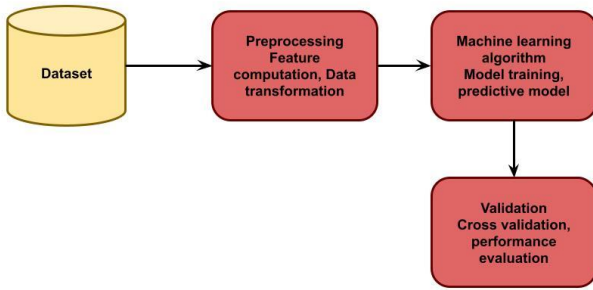 Dataset
Preprocessing
Feature
computation, Data
transformation
Machine learning
algorithm
Model training,
predictive model
Validation
Cross validation,
performance
evaluation